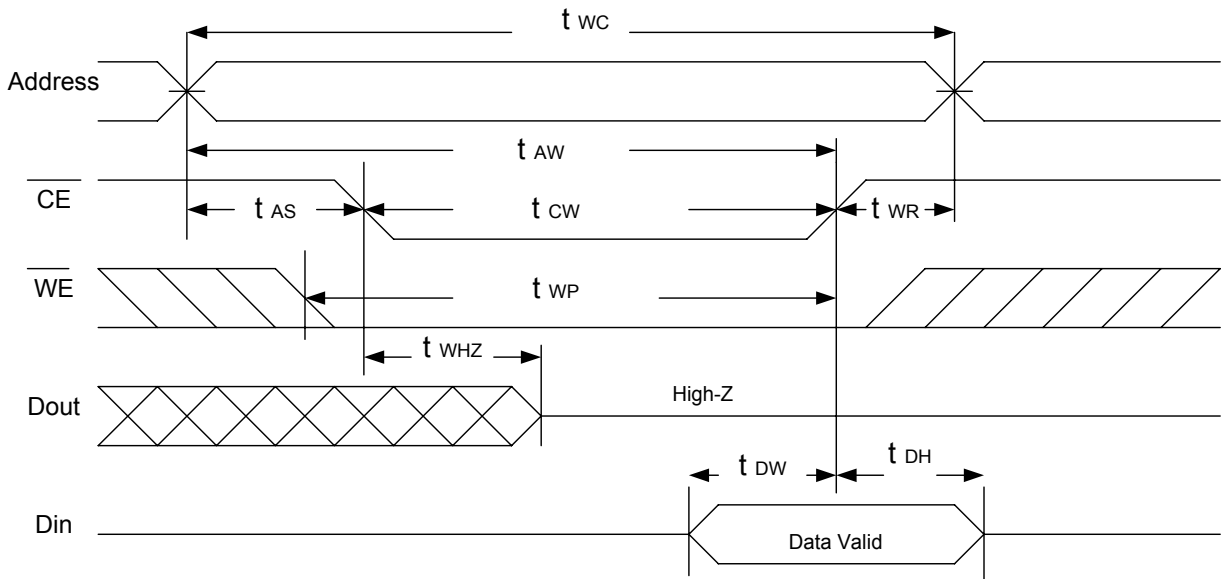 t WC
Address
t AW
CE
t AS
t CW
t WR
WE
t WP
t WHZ
Dout
High-Z
t DW
t DH
Din
Data Valid